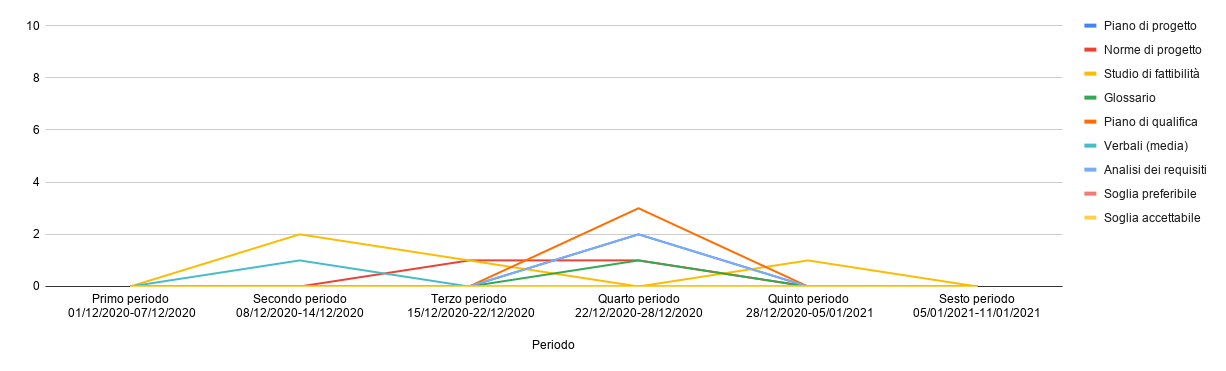 10
8
6
4
2
0
Primo periodo
01/12/2020-07/12/2020
Secondo periodo
08/12/2020-14/12/2020
Terzo periodo
15/12/2020-22/12/2020
Quarto periodo
22/12/2020-28/12/2020
Quinto periodo
28/12/2020-05/01/2021
Sesto periodo
05/01/2021-11/01/2021
Periodo
Piano di progetto
Norme di progetto
Studio di fattibilità
Glossario
Piano di qualifica
Verbali (media)
Analisi dei requisiti
Soglia preferibile
Soglia accettabile